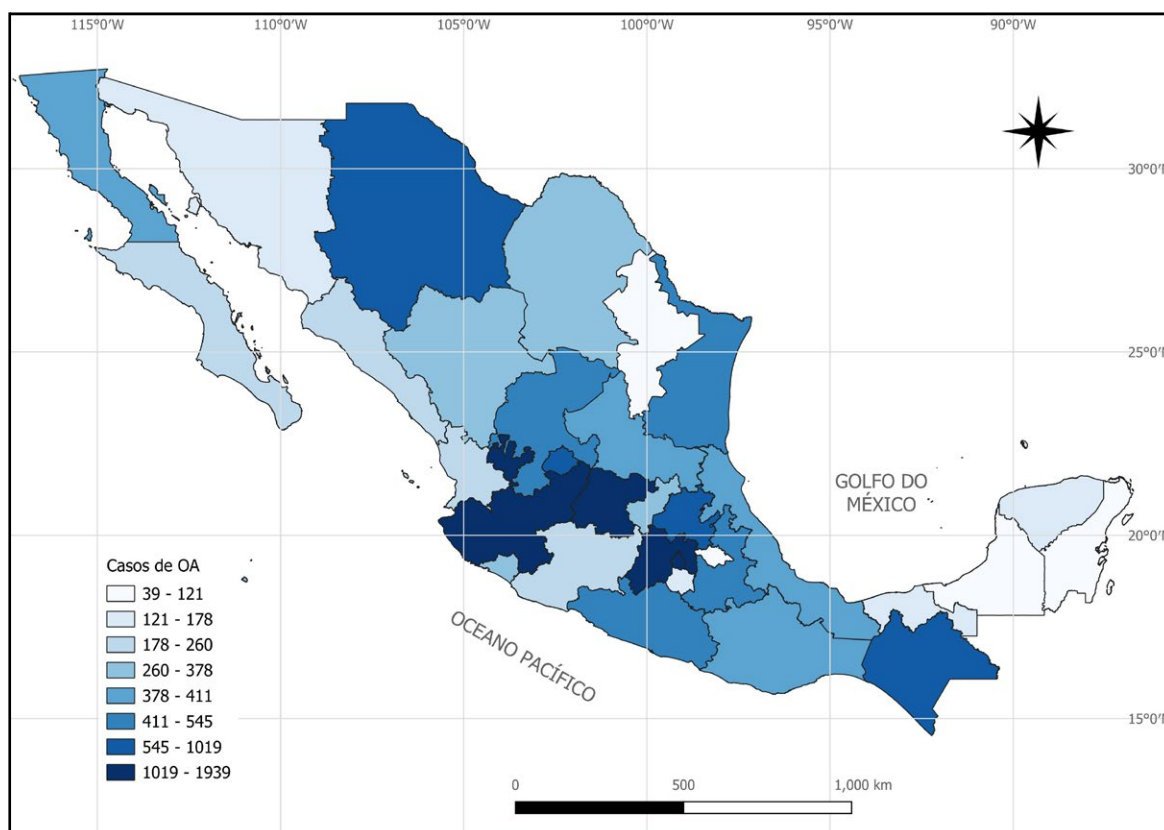 115°0'W 110°0'W 105°0'W 100°0'W 95°0'W 90°0'W
30°0'N
25°0'N
GOLFO DO
MÉXICO
20°0'N
Casos de OA
39 - 121
121 - 178
178 - 260
260 - 378
378 - 411
411 - 545
545 - 1019
1019 - 1939
OCEANO PACÍFICO
15°0'N
0 500 1,000 km